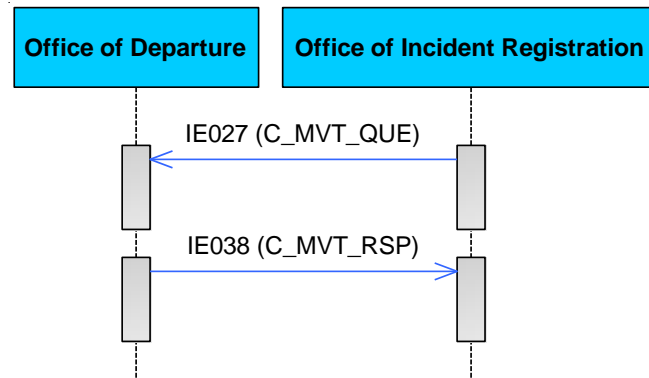 Office of Departure
Office of Incident Registration
IE027 (C_MVT_QUE)
IE038 (C_MVT_RSP)